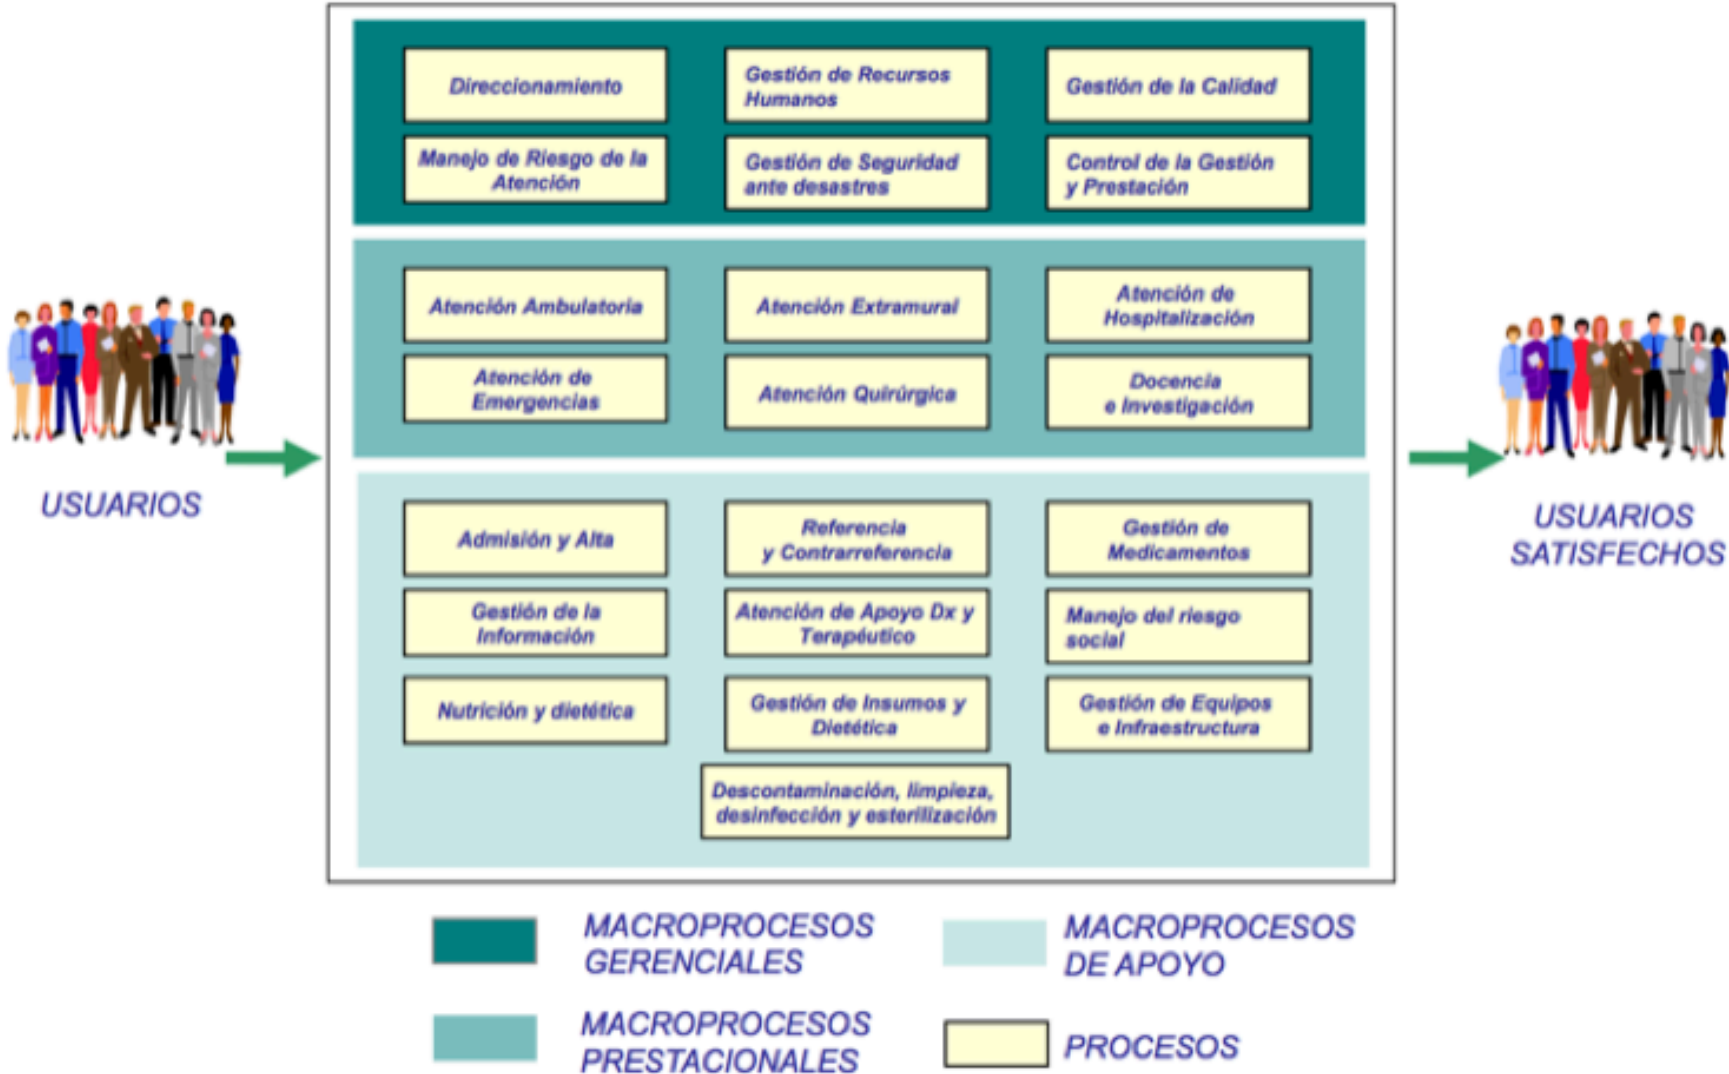 Direccionamiento
Gestión de Recursos
Humanos
Gestión de la Calidad
Manejo de Riesgo de la
Atención
Gestión de Seguridad
ante desastres
Control de la Gestión
y Prestación
Atención Ambulatoria
Atención Extramural
Atención de
Hospitalización
Atención de
Emergencias
Atención Quirúrgica
Docencia
e Investigación
USUARIOS
Admisión y Alta
Referencia
y Contrarreferencia
Gestión de
Medicamentos
Gestión de la
Información
Atención de Apoyo Dx y
Terapéutico
Manejo del riesgo
social
Nutrición y dietética
Gestión de Insumos y
Dietética
Gestión de Equipos
e Infraestructura
Descontaminación, limpieza,
desinfección y esterilización
USUARIOS
SATISFECHOS
MACROPROCESOS
GERENCIALES
MACROPROCESOS
DE APOYO
MACROPROCESOS
PRESTACIONALES
PROCESOS